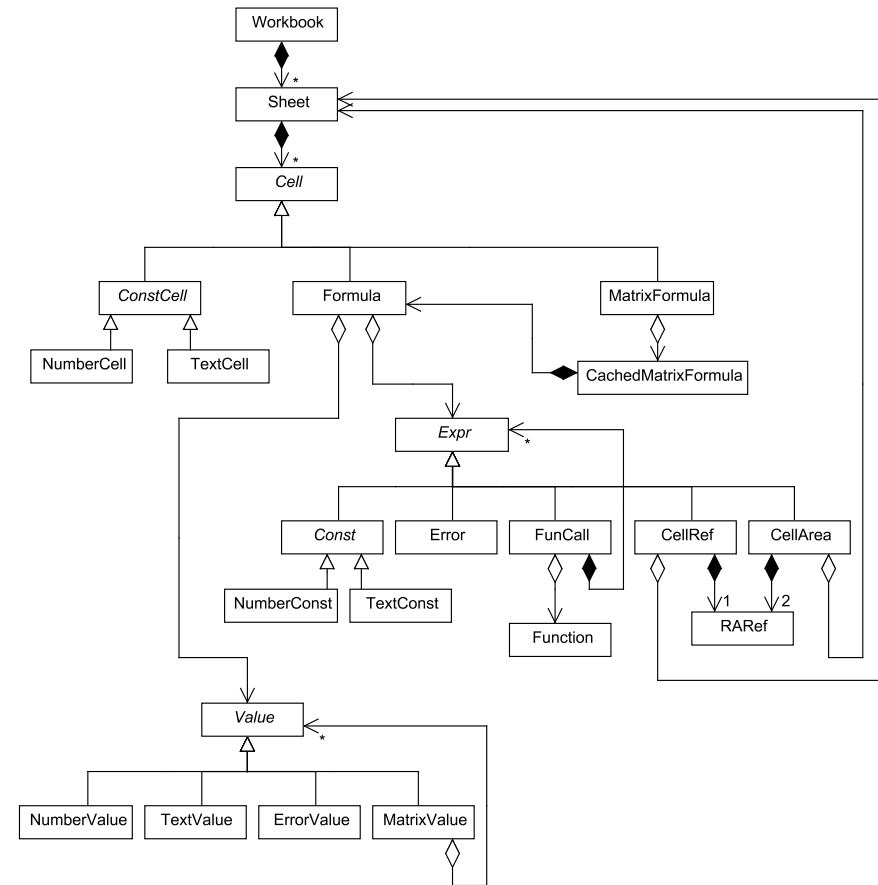 Workbook
*
Sheet
*
Cell
ConstCell
Formula
MatrixFormula
NumberCell
TextCell
CachedMatrixFormula
Expr
*
Const
Error
FunCall
CellRef
CellArea
NumberConst
TextConst
1
2
Function
RARef
Value
*
NumberValue
TextValue
ErrorValue
MatrixValue